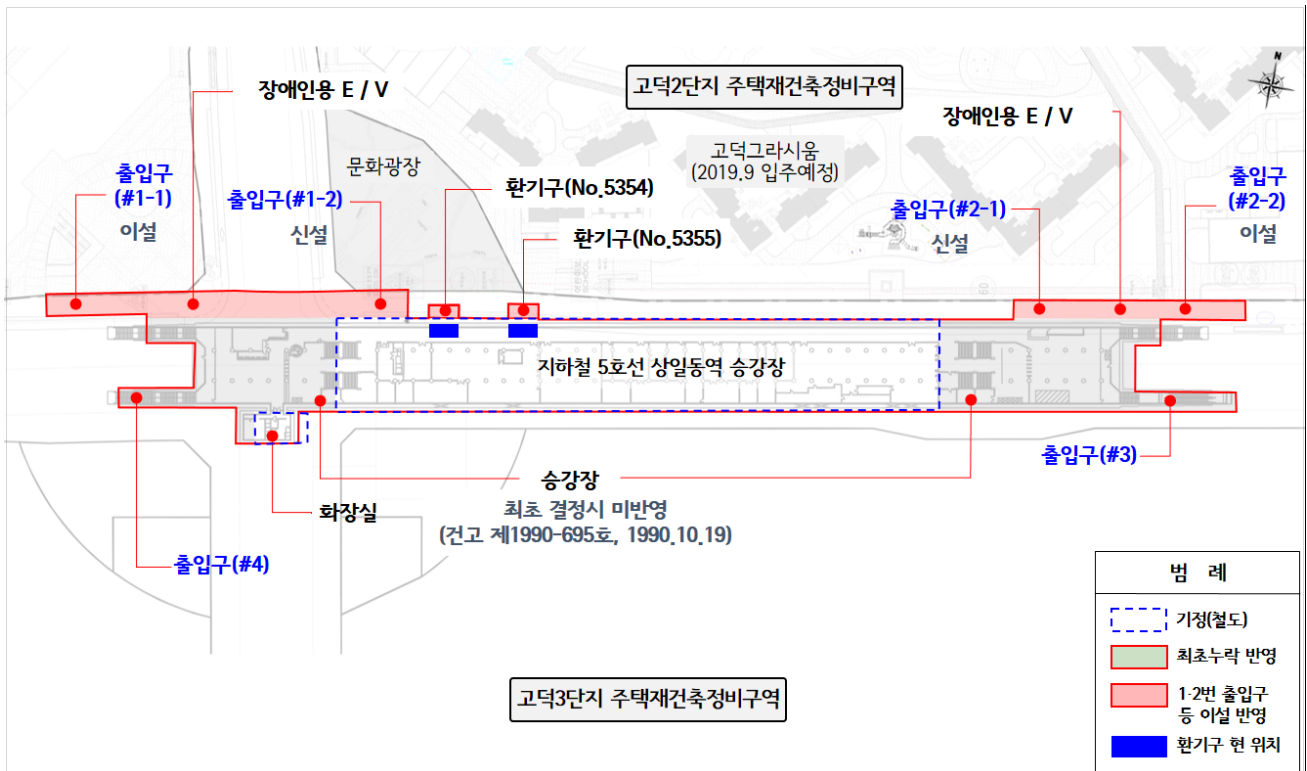 N
고덕2단지 주택재건축정비구역
장애인용 E / V
장애인용 E / V
문화광장
고덕그라시움
(2019.9 입주예정)
출입구
(#1-1)
이설
출입구(#1-2)
신설
환기구(No.5354)
환기구(No.5355)
출입구(#2-1)
신설
출입구
(#2-2)
이설
60
지하철 5호선 상일동역 승강장
출입구(#3)
승강장
최초 결정시 미반영
(건고 제1990-695호, 1990.10.19)
화장실
출입구(#4)
고덕3단지 주택재건축정비구역
범 례
기정(철도)
최초누락 반영
1·2번 출입구
등 이설 반영
환기구 현 위치